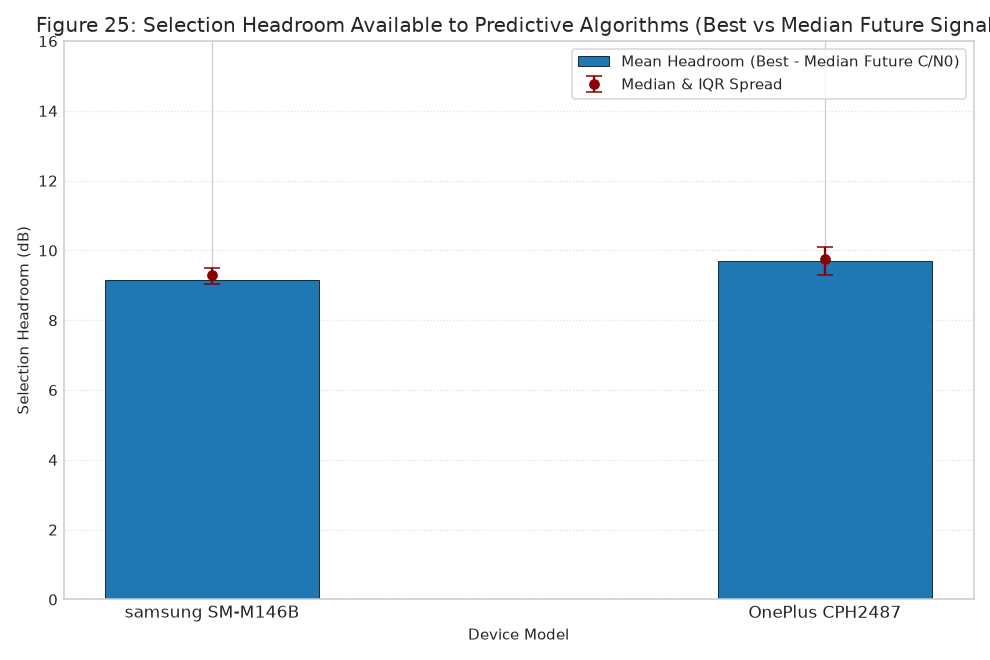 Figure 25: Selection Headroom Available to Predictive Algorithms (Best vs Median Future Signal
Mean Headroom (Best - Median Future C/N0)
Median & IQR Spread
16
14
12
10
8
6
4
2
0
Selection Headroom (dB)
samsung SM-M146B
OnePlus CPH2487
Device Model